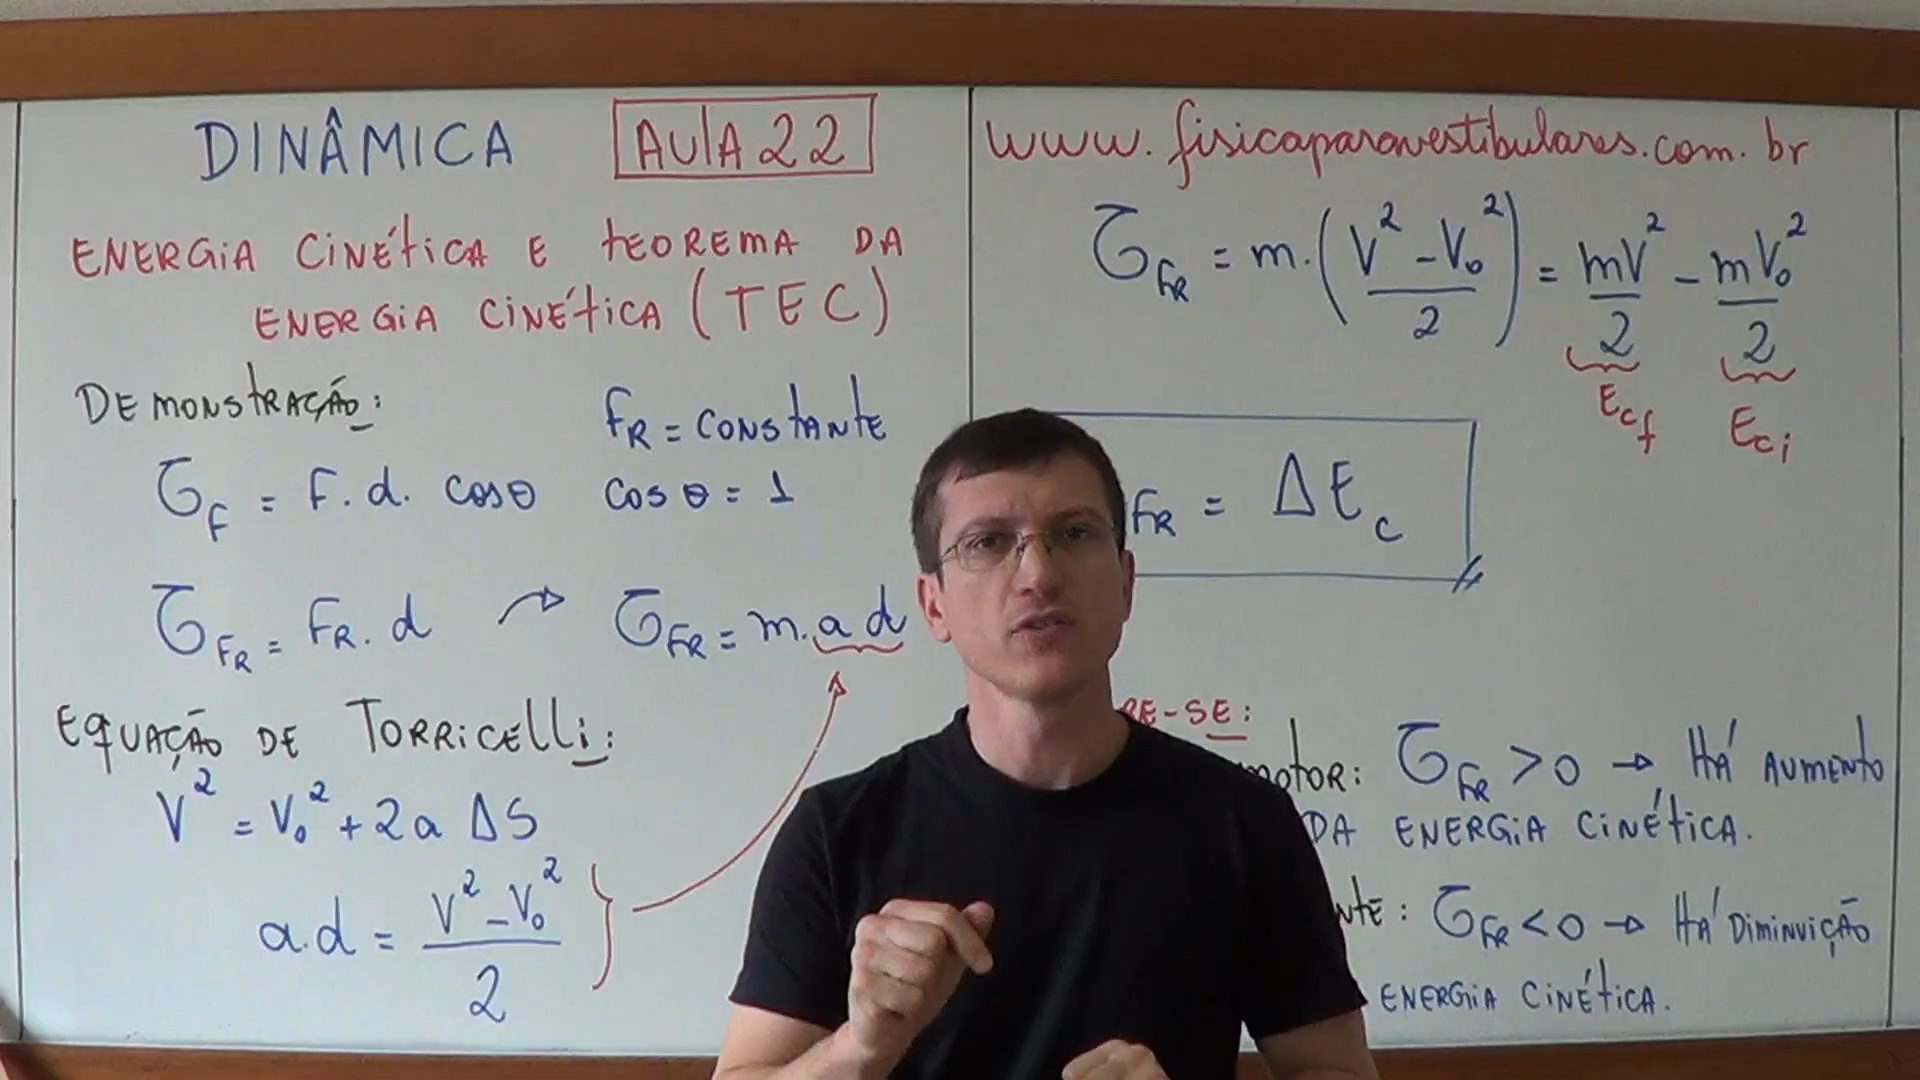 DINÂMICA AULA 22
ENERGIA CINÉTICA E TEOREMA DA
ENERGIA CINÉTICA (TEC)
DEMONSTRAÇÃO:
FR = CONSTANTE
τF = F.d. cosθ
cos θ = 1
τFR = FR.d → τFR = m.a d
EQUAÇÃO DE TORRICELLI:
V² = V₀² + 2a ΔS
a.d = (V² - V₀²)/2
www.fisicaparavestibulares.com.br
τFR = m.((V² - V₀²)/2) = mV²/2 - mV₀²/2
Ecf Eci
FR = ΔEc
RE-SE:
MOTOR: τFR > 0 → HÁ AUMENTO
DA ENERGIA CINÉTICA.
NTE: τFR < 0 → HÁ DIMINUIÇÃO
ENERGIA CINÉTICA.